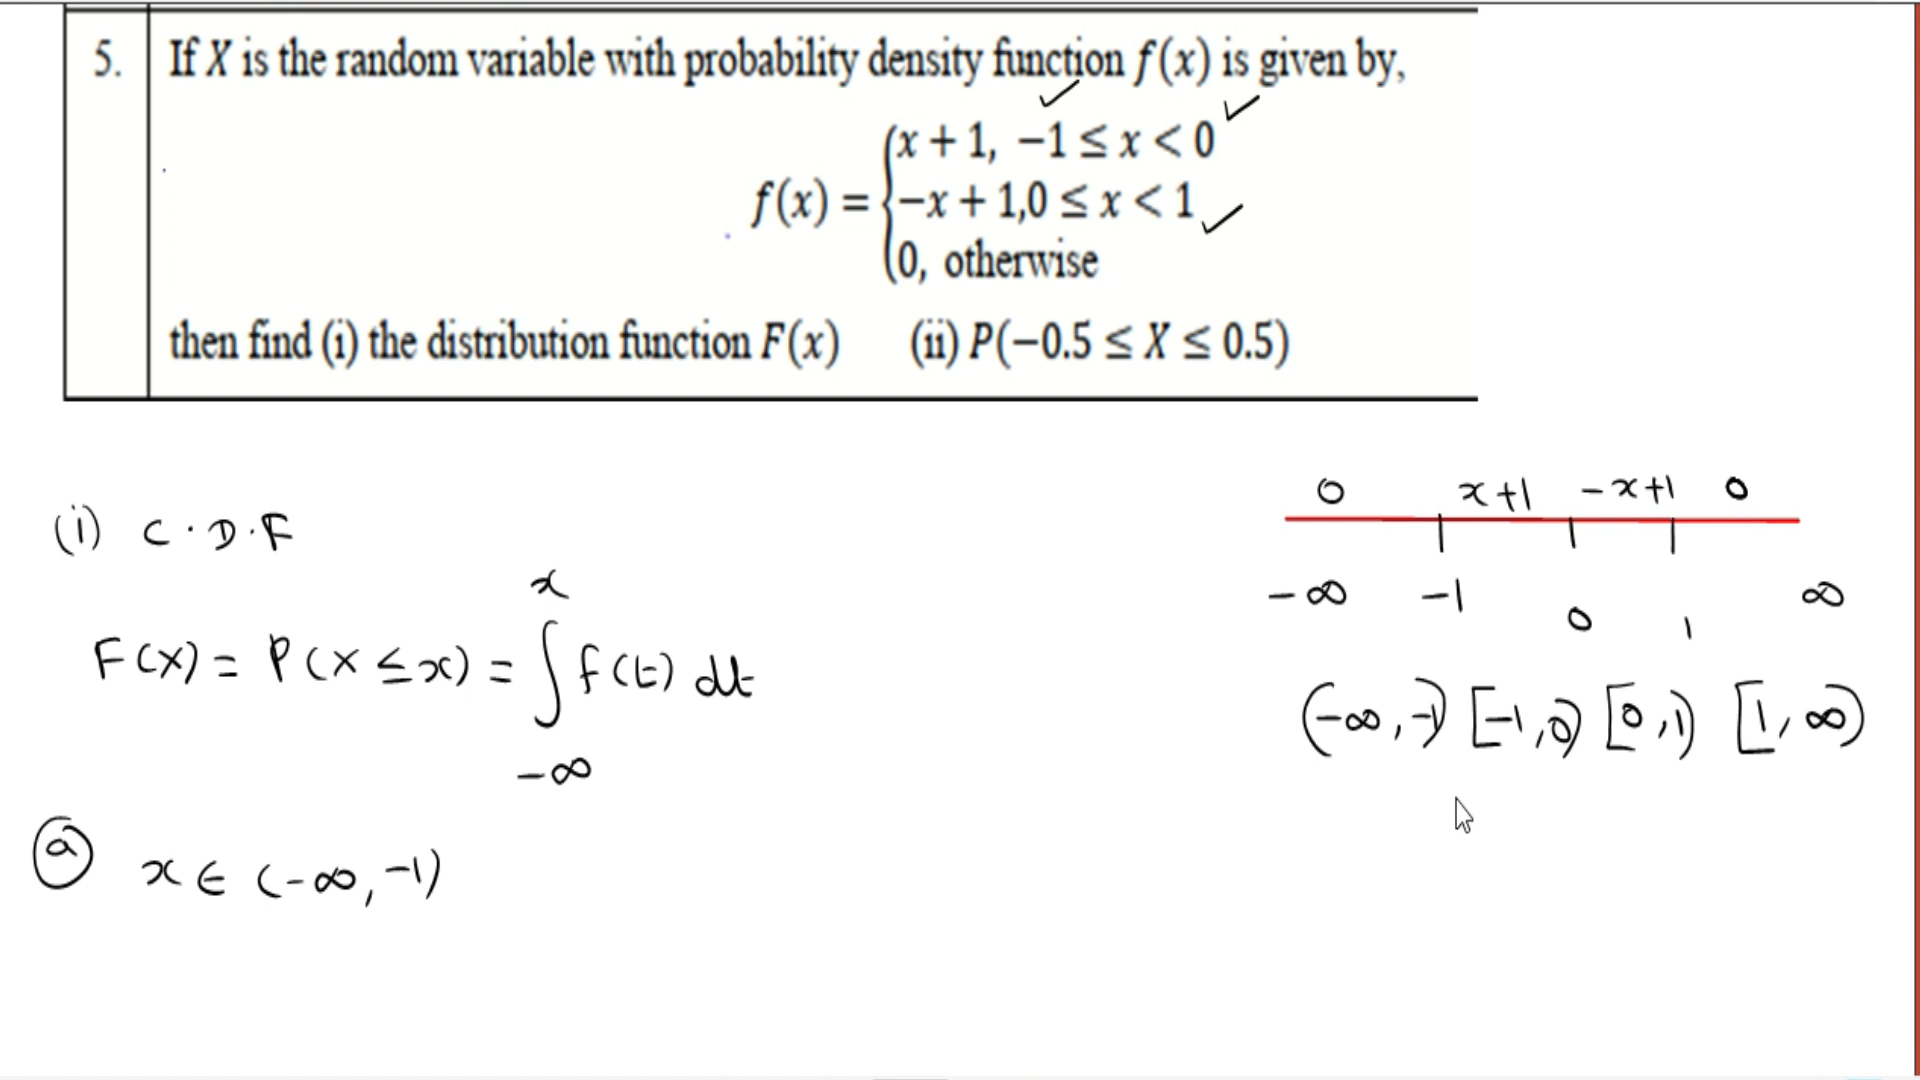 5. If X is the random variable with probability density function f(x) is given by,
x + 1, −1 ≤ x < 0
f(x) = { −x + 1,0 ≤ x < 1
0, otherwise
then find (i) the distribution function F(x) (ii) P(−0.5 ≤ X ≤ 0.5)
0 x+1 -x+1 0
-∞ -1 0 1 ∞
(-∞,-1) [-1,0) [0,1) [1,∞)
(i) C.D.F
x
F(X) = P(X ≤ x) = ∫ f(t) dt
-∞
(a) x ∈ (-∞,-1)